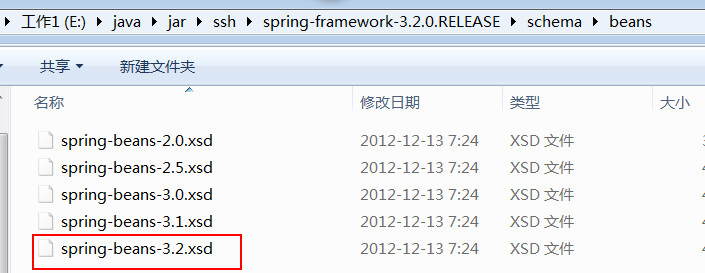 工作1 (E:) ▸ java ▸ jar ▸ ssh ▸ spring-framework-3.2.0.RELEASE ▸ schema ▸ beans
共享 新建文件夹
名称 修改日期 类型 大小
spring-beans-2.0.xsd 2012-12-13 7:24 XSD 文件
spring-beans-2.5.xsd 2012-12-13 7:24 XSD 文件
spring-beans-3.0.xsd 2012-12-13 7:24 XSD 文件
spring-beans-3.1.xsd 2012-12-13 7:24 XSD 文件
spring-beans-3.2.xsd 2012-12-13 7:24 XSD 文件